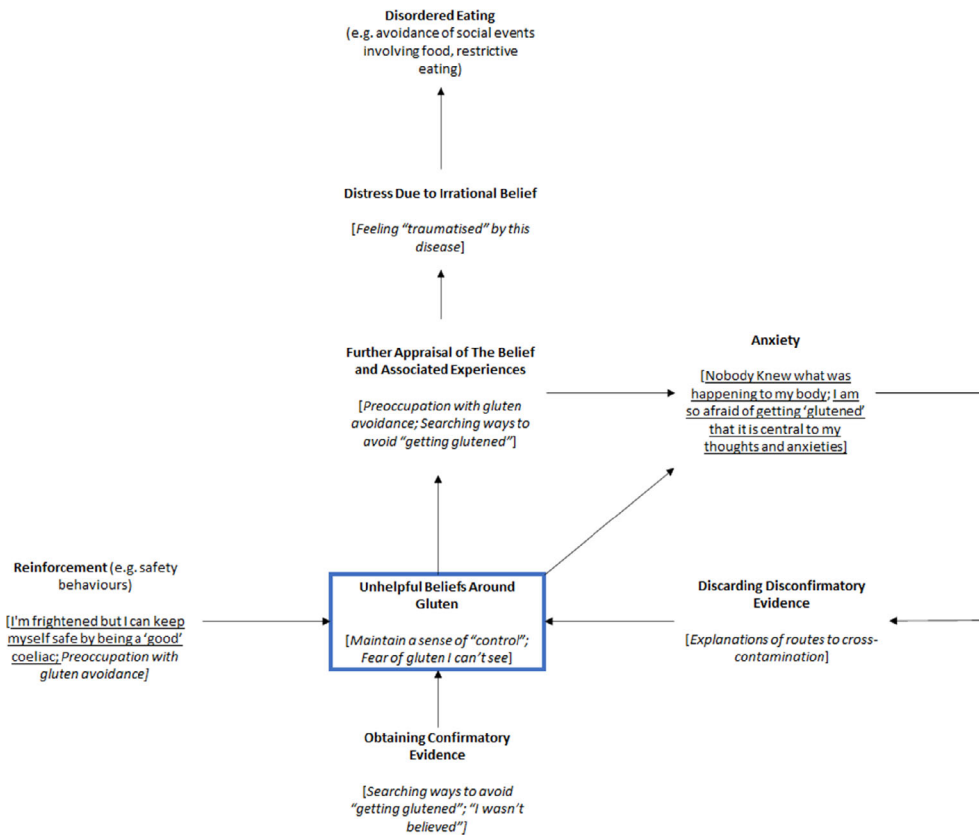 Disordered Eating
(e.g. avoidance of social events
involving food, restrictive
eating)
Distress Due to Irrational Belief
[Feeling “traumatised” by this
disease]
Further Appraisal of The Belief
and Associated Experiences
[Preoccupation with gluten
avoidance; Searching ways to
avoid “getting glutened”]
Anxiety
[Nobody Knew what was
happening to my body; I am
so afraid of getting ‘glutened’
that it is central to my
thoughts and anxieties]
Reinforcement (e.g. safety
behaviours)
[I'm frightened but I can keep
myself safe by being a ‘good’
coeliac; Preoccupation with
gluten avoidance]
Unhelpful Beliefs Around
Gluten
[Maintain a sense of “control”;
Fear of gluten I can’t see]
Discarding Disconfirmatory
Evidence
[Explanations of routes to cross-
contamination]
Obtaining Confirmatory
Evidence
[Searching ways to avoid
“getting glutened”; “I wasn’t
believed”]